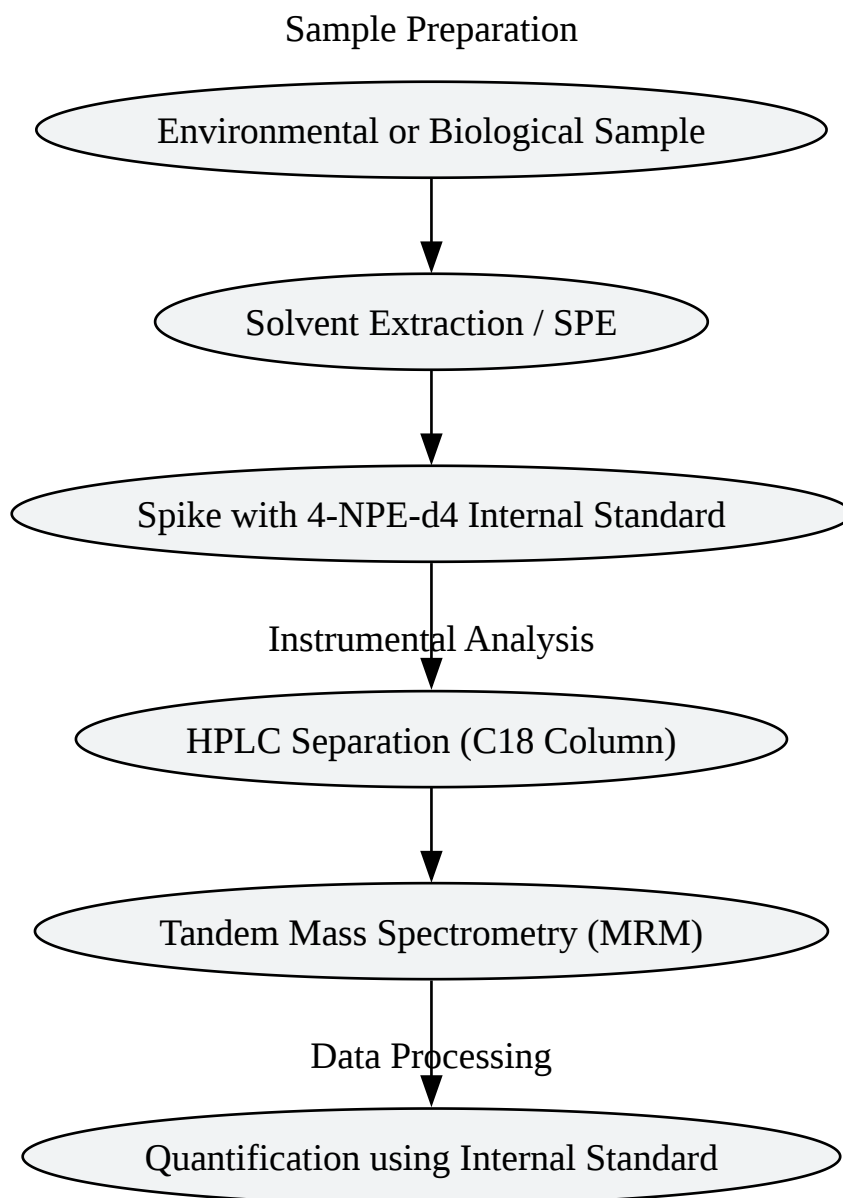 Sample Preparation
Environmental or Biological Sample
Solvent Extraction / SPE
Spike with 4-NPE-d4 Internal Standard
Instrumental Analysis
HPLC Separation (C18 Column)
Tandem Mass Spectrometry (MRM)
Data Processing
Quantification using Internal Standard